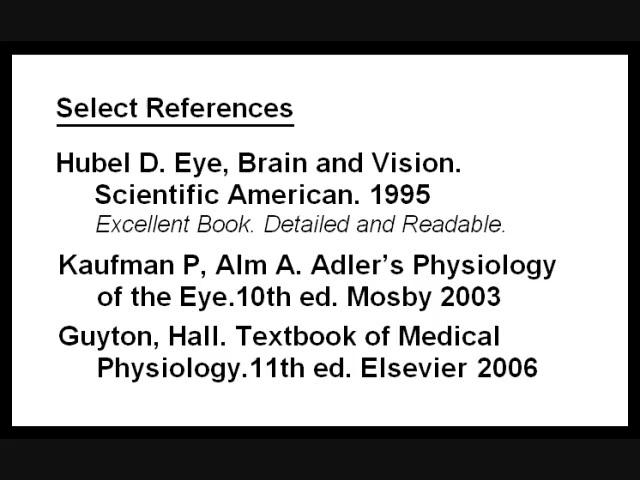 Select References
Hubel D. Eye, Brain and Vision.
Scientific American. 1995
Excellent Book. Detailed and Readable.
Kaufman P, Alm A. Adler's Physiology
of the Eye.10th ed. Mosby 2003
Guyton, Hall. Textbook of Medical
Physiology.11th ed. Elsevier 2006